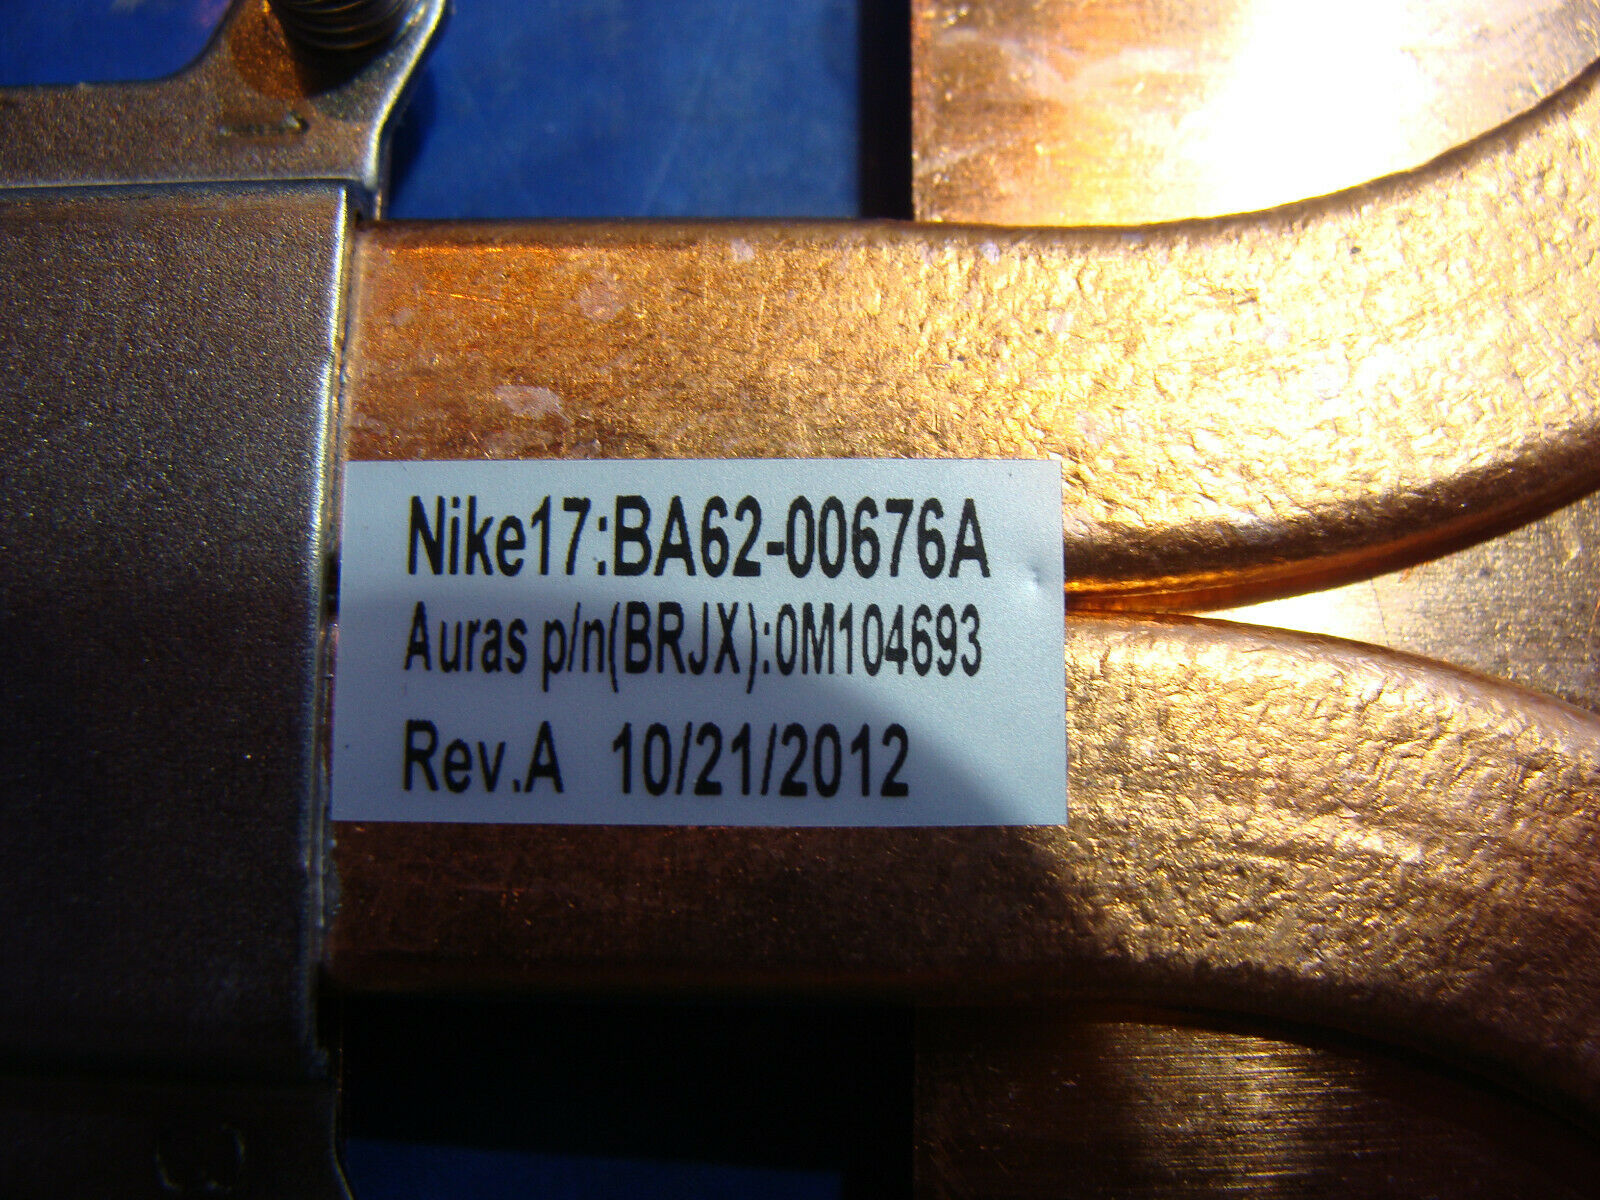 Nike17:BA62-00676A
Auras p/n(BRJX):0M104693
Rev.A 10/21/2012